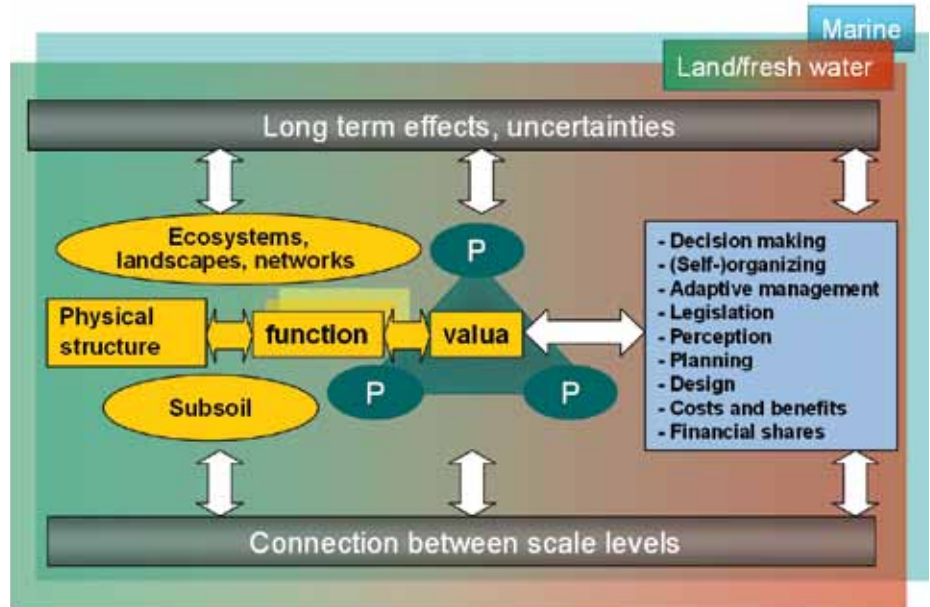 Marine
Land/fresh water
Long term effects, uncertainties
Ecosystems,
landscapes, networks
P
Physical
structure
function
valua
P
P
Subsoil
- Decision making
- (Self-)organizing
- Adaptive management
- Legislation
- Perception
- Planning
- Design
- Costs and benefits
- Financial shares
Connection between scale levels